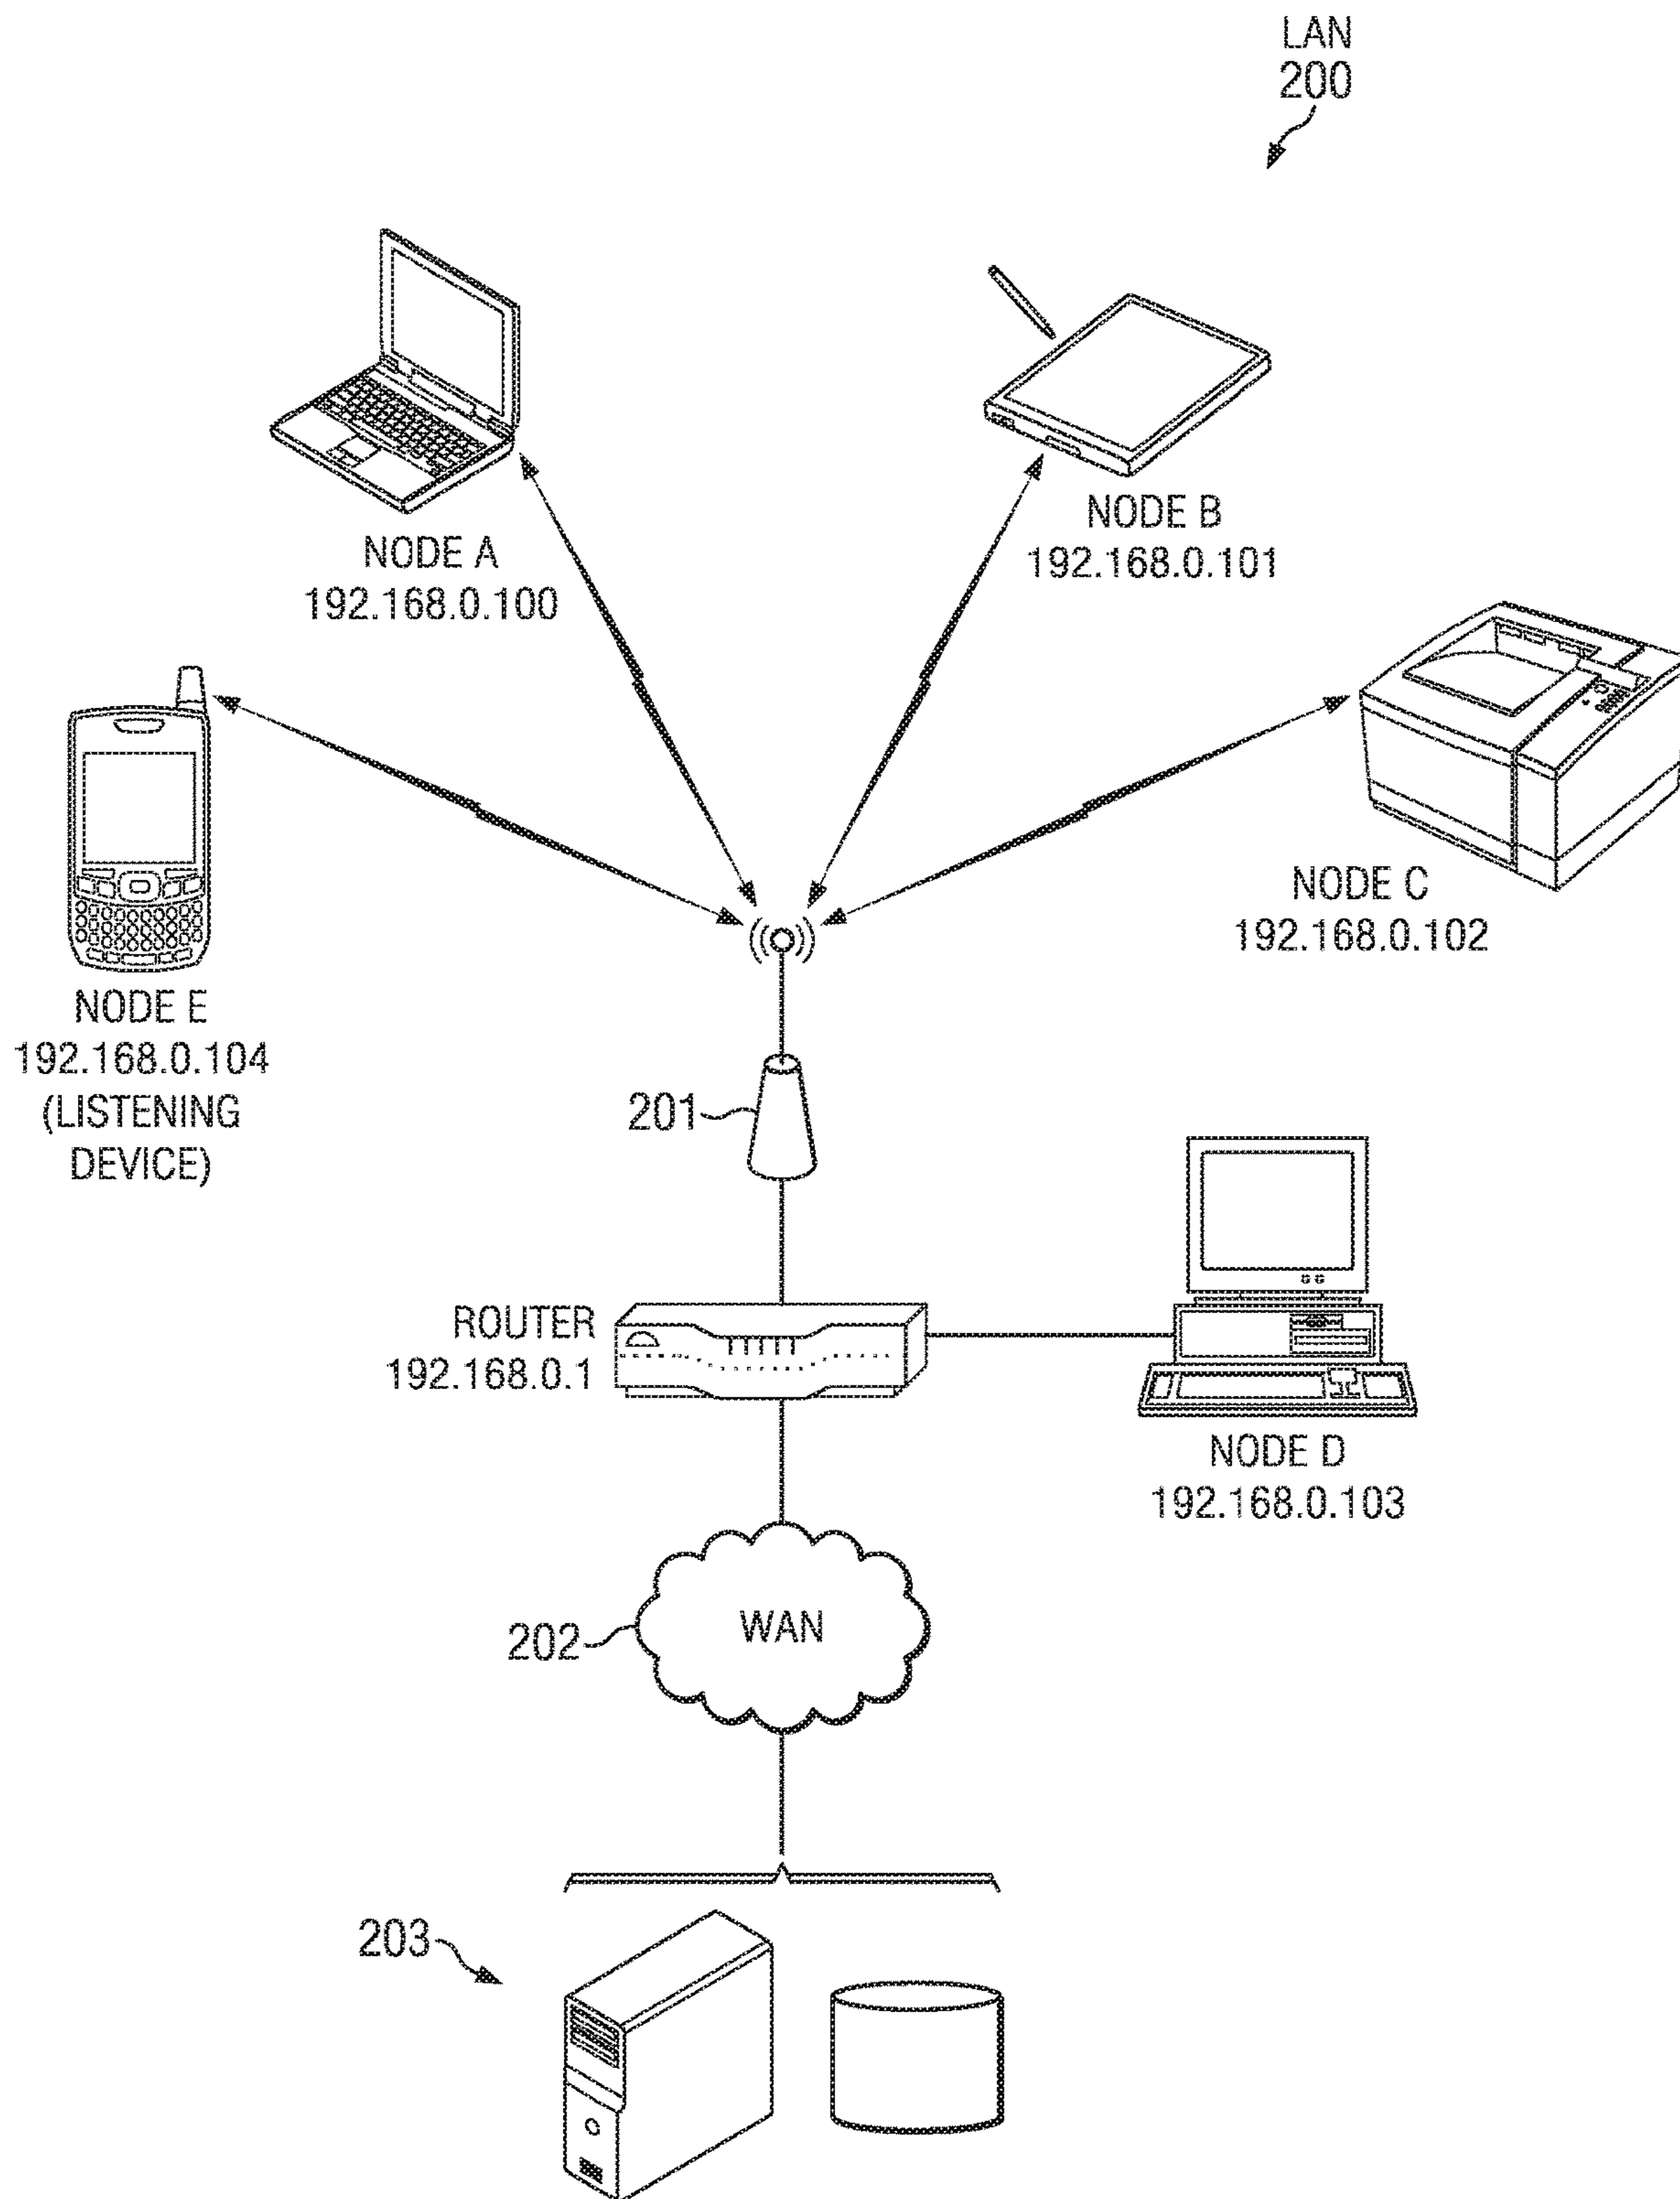 LAN
200
NODE A
192.168.0.100
NODE B
192.168.0.101
NODE C
192.168.0.102
NODE E
192.168.0.104
(LISTENING
DEVICE)
201
ROUTER
192.168.0.1
NODE D
192.168.0.103
202
WAN
203